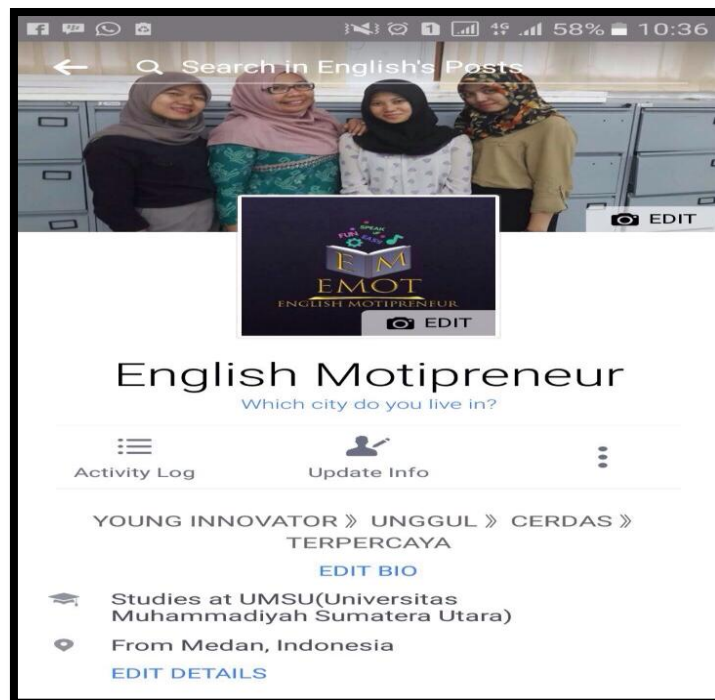 4G 58% 10:36
Search in English's Posts
EDIT
SPEAK
FUN EASY
E M
EMOT
ENGLISH MOTIPRENEUR
EDIT
English Motipreneur
Which city do you live in?
Activity Log
Update Info
YOUNG INNOVATOR 》 UNGGUL 》 CERDAS 》
TERPERCAYA
EDIT BIO
Studies at UMSU(Universitas
Muhammadiyah Sumatera Utara)
From Medan, Indonesia
EDIT DETAILS